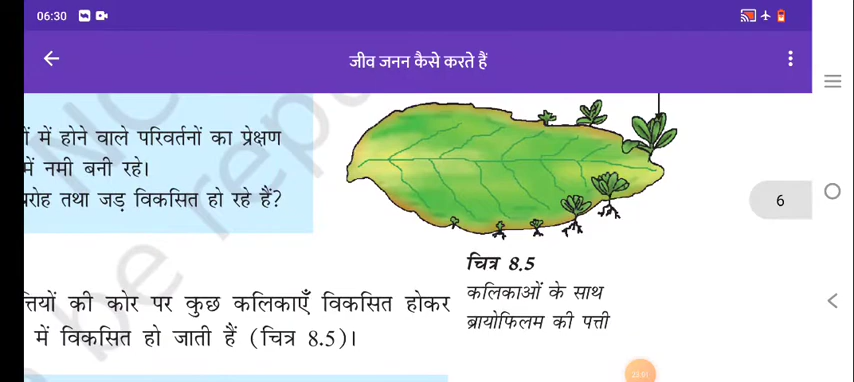 06:30
जीव जनन कैसे करते हैं
में होने वाले परिवर्तनों का प्रेक्षण
में नमी बनी रहे।
तथा जड़ विकसित हो रहे हैं?
6
चित्र 8.5
कलिकाओं के साथ
ब्रायोफिलम की पत्ती
की कोर पर कुछ कलिकाएँ विकसित होकर
में विकसित हो जाती हैं (चित्र 8.5)।